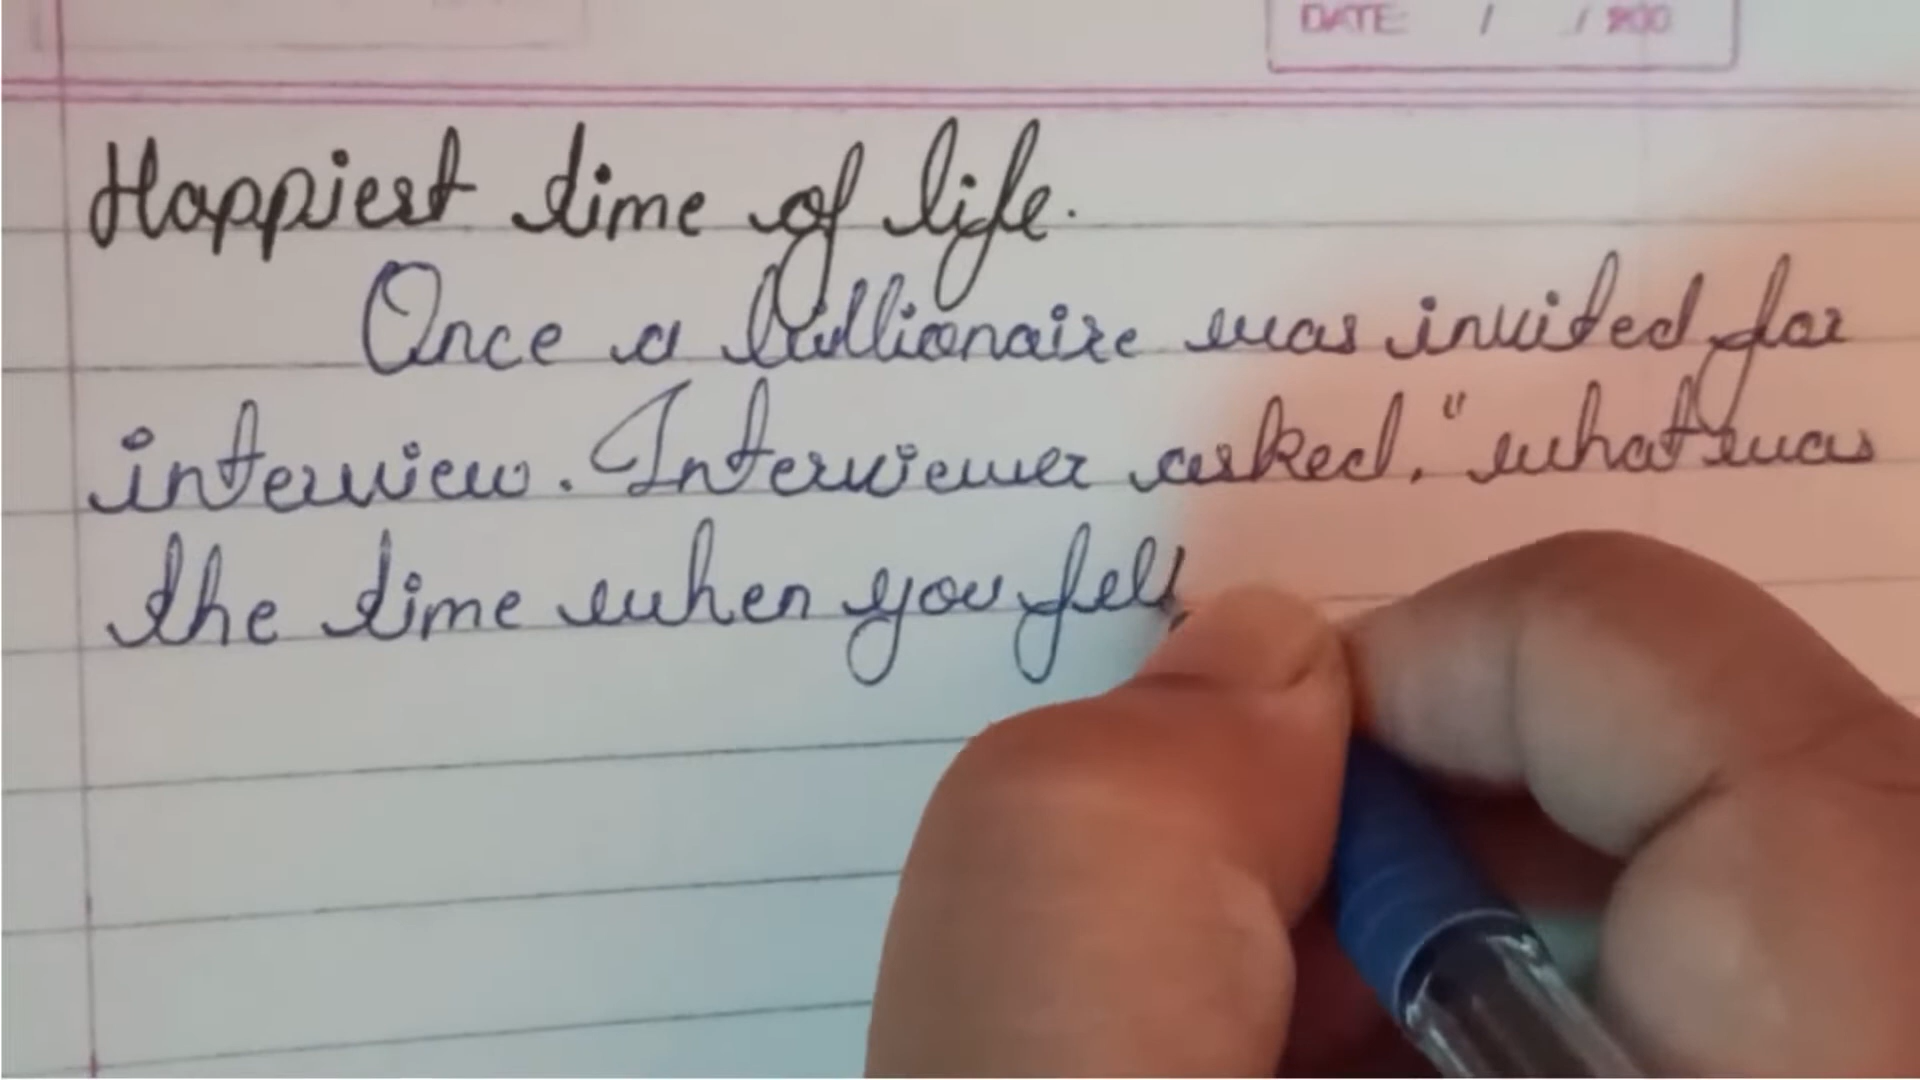 DATE: / / 200
Happiest time of life.
Once a billionaire was invited for
interview. Interviewer asked, "what was
the time when you felt